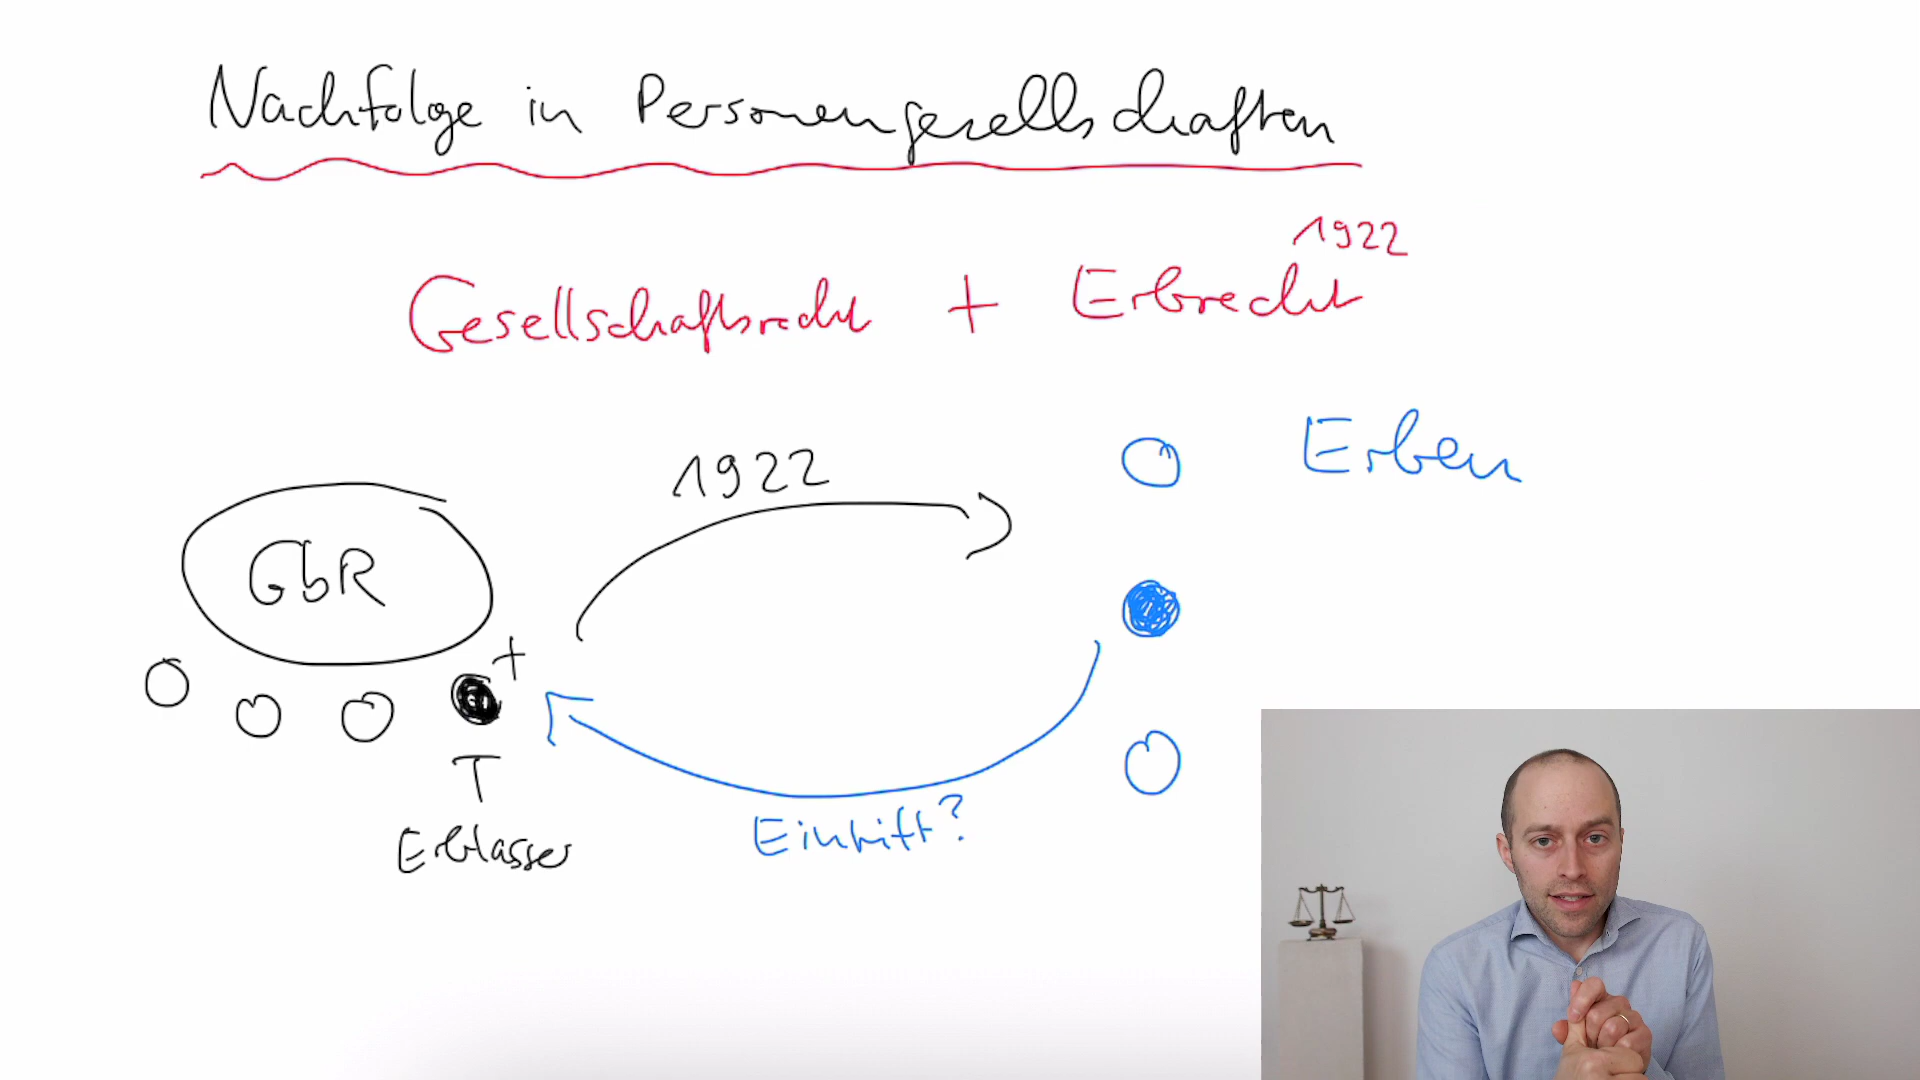 Nachfolge in Personengesellschaften
1922
Gesellschaftsrecht + Erbrecht
1922
Erben
GbR
+
T
Erblasser
Eintritt?